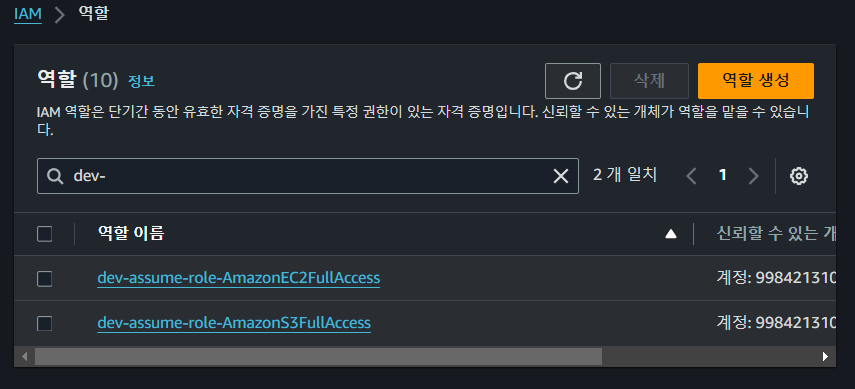 IAM > 역할
역할 (10) 정보
삭제
역할 생성
IAM 역할은 단기간 동안 유효한 자격 증명을 가진 특정 권한이 있는 자격 증명입니다. 신뢰할 수 있는 개체가 역할을 맡을 수 있습니
다.
dev-
2 개 일치
1
역할 이름
신뢰할 수 있는 개
dev-assume-role-AmazonEC2FullAccess
계정: 998421310
dev-assume-role-AmazonS3FullAccess
계정: 998421310